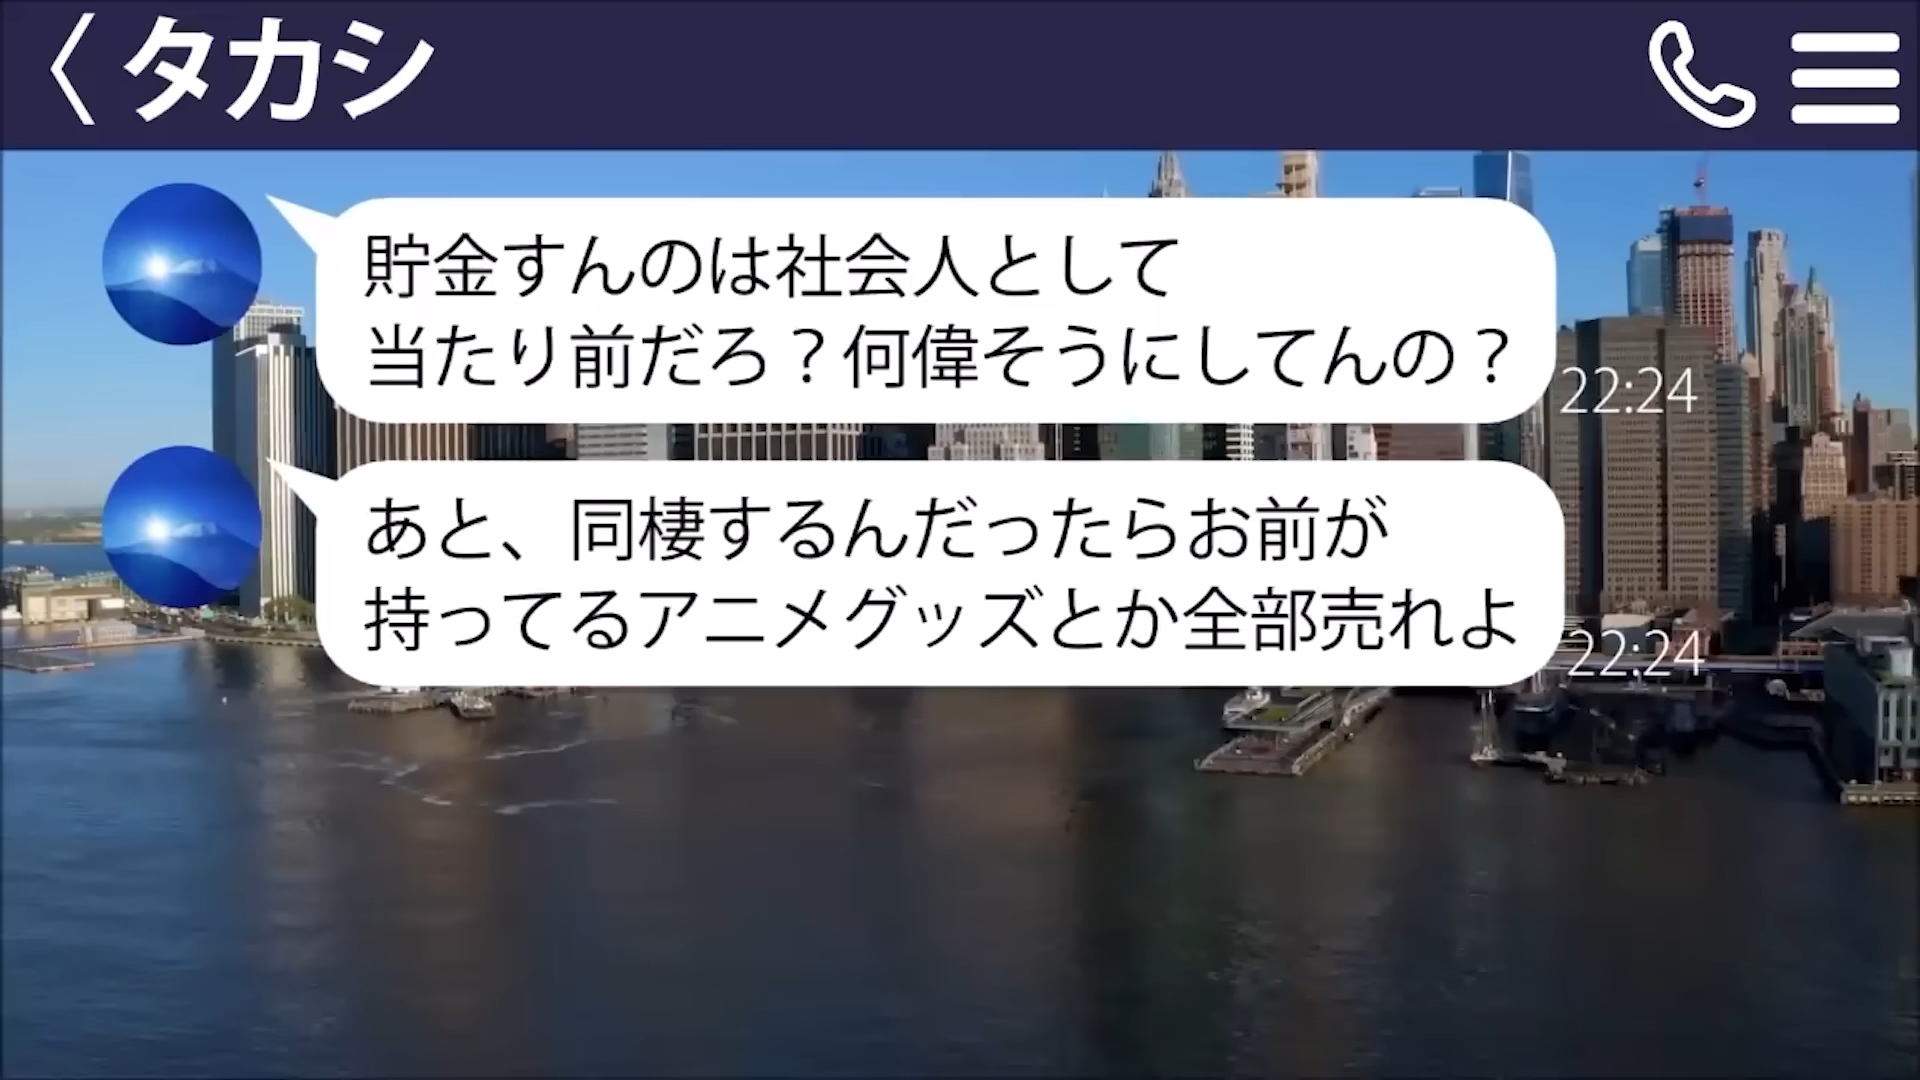 タカシ
貯金すんのは社会人として
当たり前だろ？何偉そうにしてんの？
22:24
あと、同棲するんだったらお前が
持ってるアニメグッズとか全部売れよ
22:24